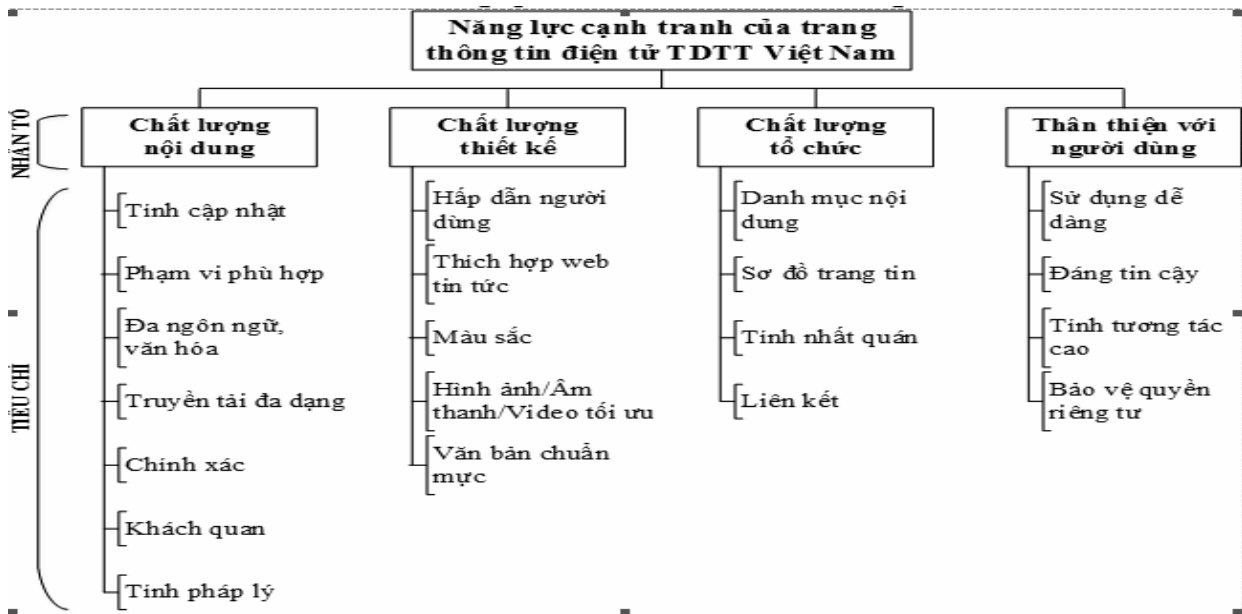 Năng lực cạnh tranh của trang
thông tin điện tử TDTT Việt Nam
NHÂN TỐ
Chất lượng
nội dung
Chất lượng
thiết kế
Chất lượng
tổ chức
Thân thiện với
người dùng
TIÊU CHÍ
Tính cập nhật
Phạm vi phù hợp
Đa ngôn ngữ,
văn hóa
Truyền tải đa dạng
Chính xác
Khách quan
Tính pháp lý
Hấp dẫn người
dùng
Thích hợp web
tin tức
Màu sắc
Hình ảnh/Âm
thanh/Video tối ưu
Văn bản chuẩn
mực
Danh mục nội
dung
Sơ đồ trang tin
Tính nhất quán
Liên kết
Sử dụng dễ
dàng
Đáng tin cậy
Tính tương tác
cao
Bảo vệ quyền
riêng tư